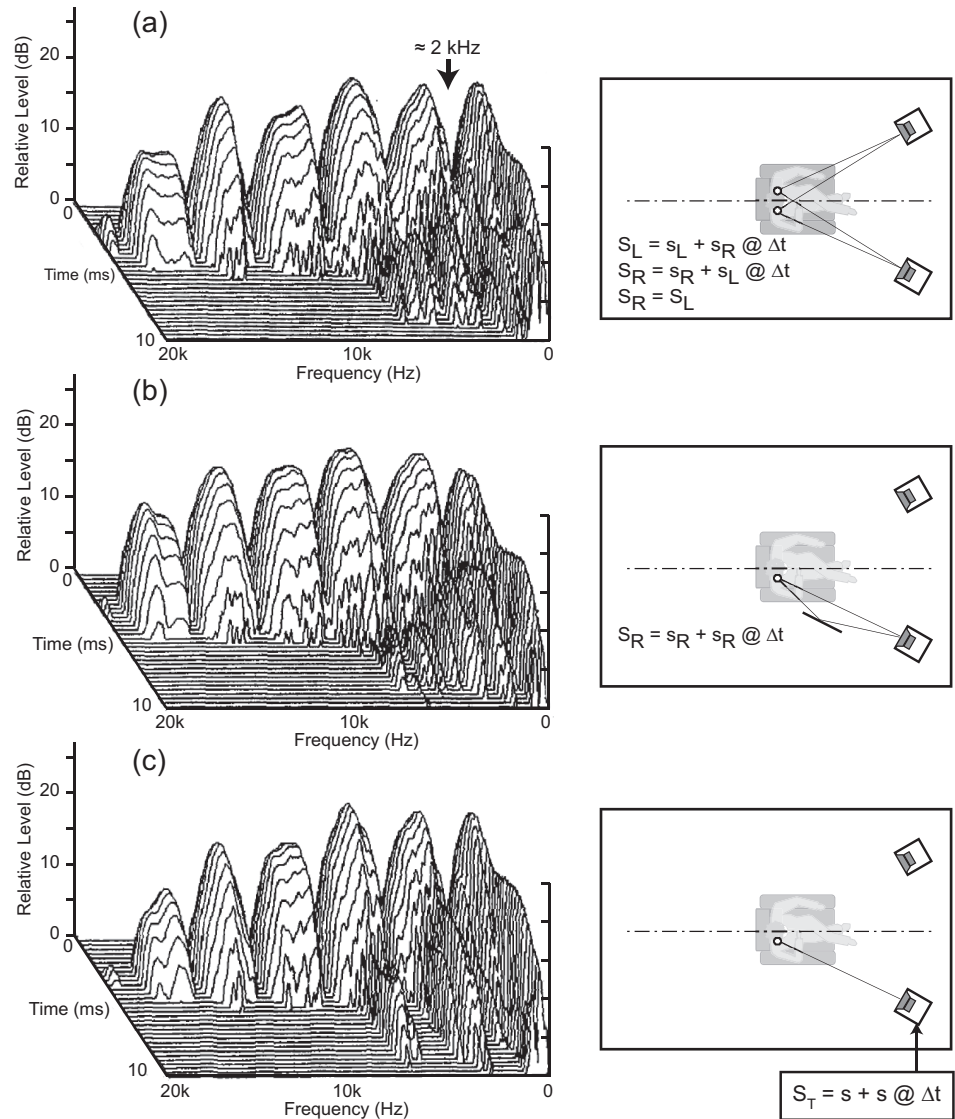 (a)
≈ 2 kHz
Relative Level (dB)
20
10
0
0
Time (ms)
10
20k
10k
0
Frequency (Hz)
S_L = s_L + s_R @ Δt
S_R = s_R + s_L @ Δt
S_R = S_L
(b)
Relative Level (dB)
20
10
0
0
Time (ms)
10
20k
10k
0
Frequency (Hz)
S_R = s_R + s_R @ Δt
(c)
Relative Level (dB)
20
10
0
0
Time (ms)
10
20k
10k
0
Frequency (Hz)
S_T = s + s @ Δt